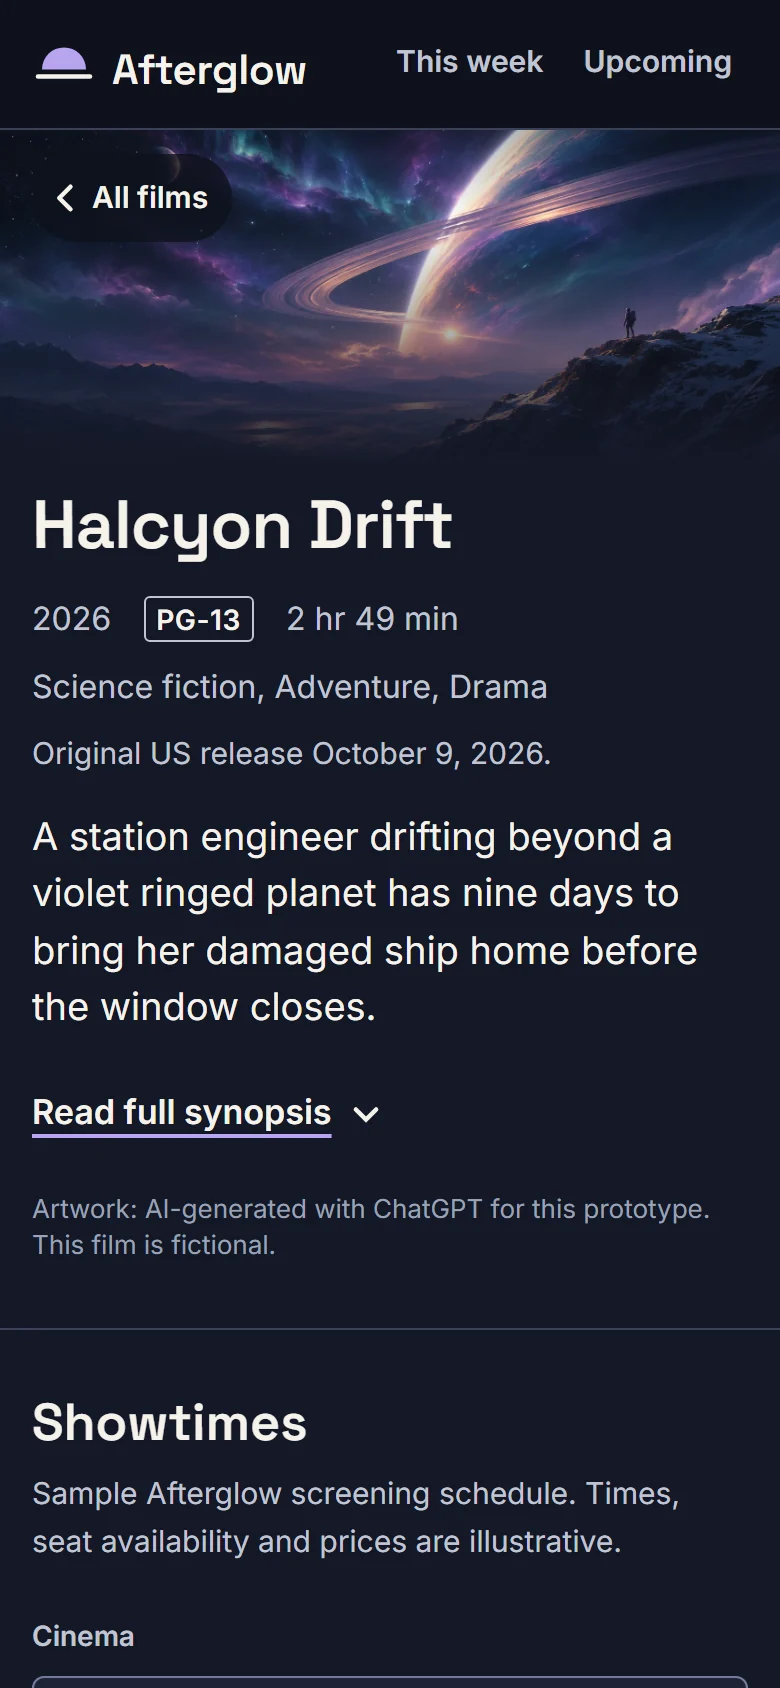 Afterglow
This week
Upcoming
All films
Halcyon Drift
2026 PG-13 2 hr 49 min
Science fiction, Adventure, Drama
Original US release October 9, 2026.
A station engineer drifting beyond a
violet ringed planet has nine days to
bring her damaged ship home before
the window closes.
Read full synopsis
Artwork: AI-generated with ChatGPT for this prototype.
This film is fictional.
Showtimes
Sample Afterglow screening schedule. Times,
seat availability and prices are illustrative.
Cinema